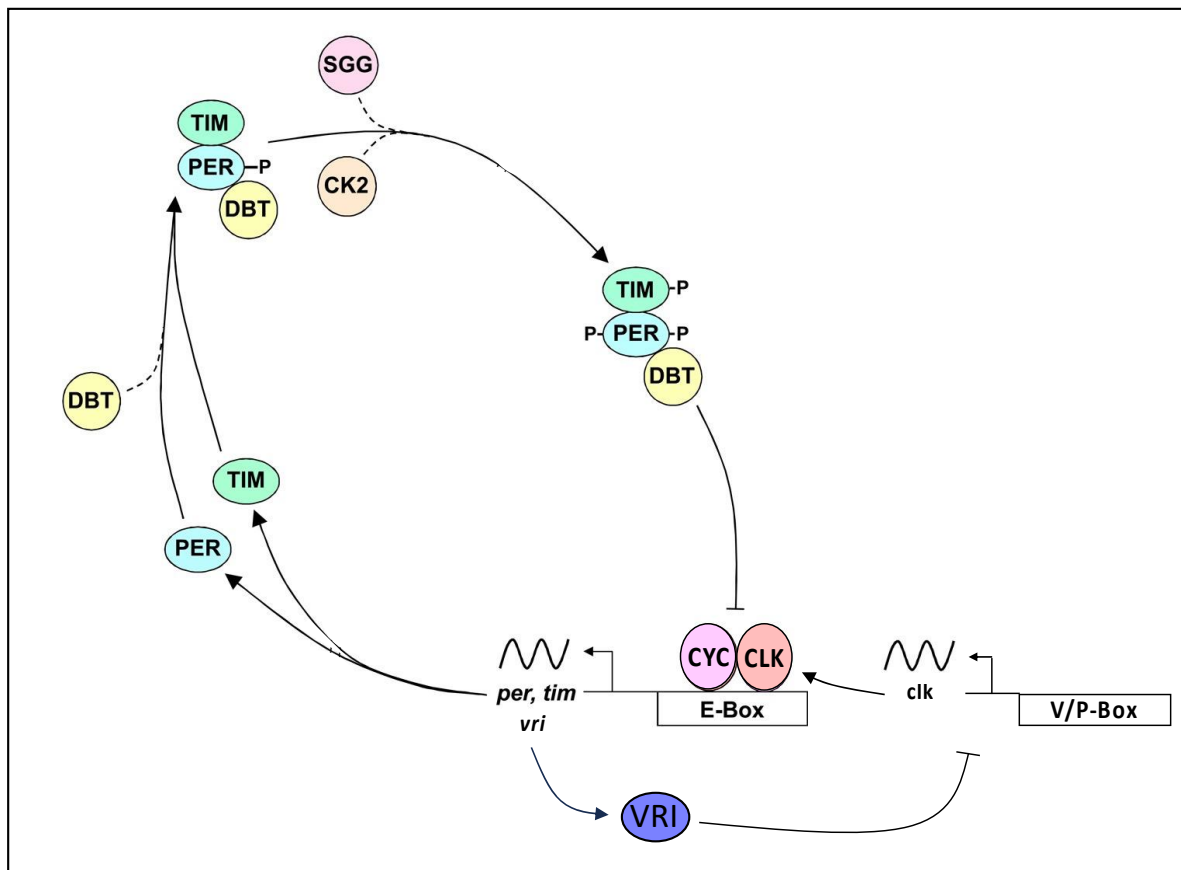 SGG
TIM
PER
P
DBT
CK2
TIM
P
P
PER
P
DBT
DBT
TIM
PER
CYC
CLK
per, tim
vri
E-Box
clk
V/P-Box
VRI